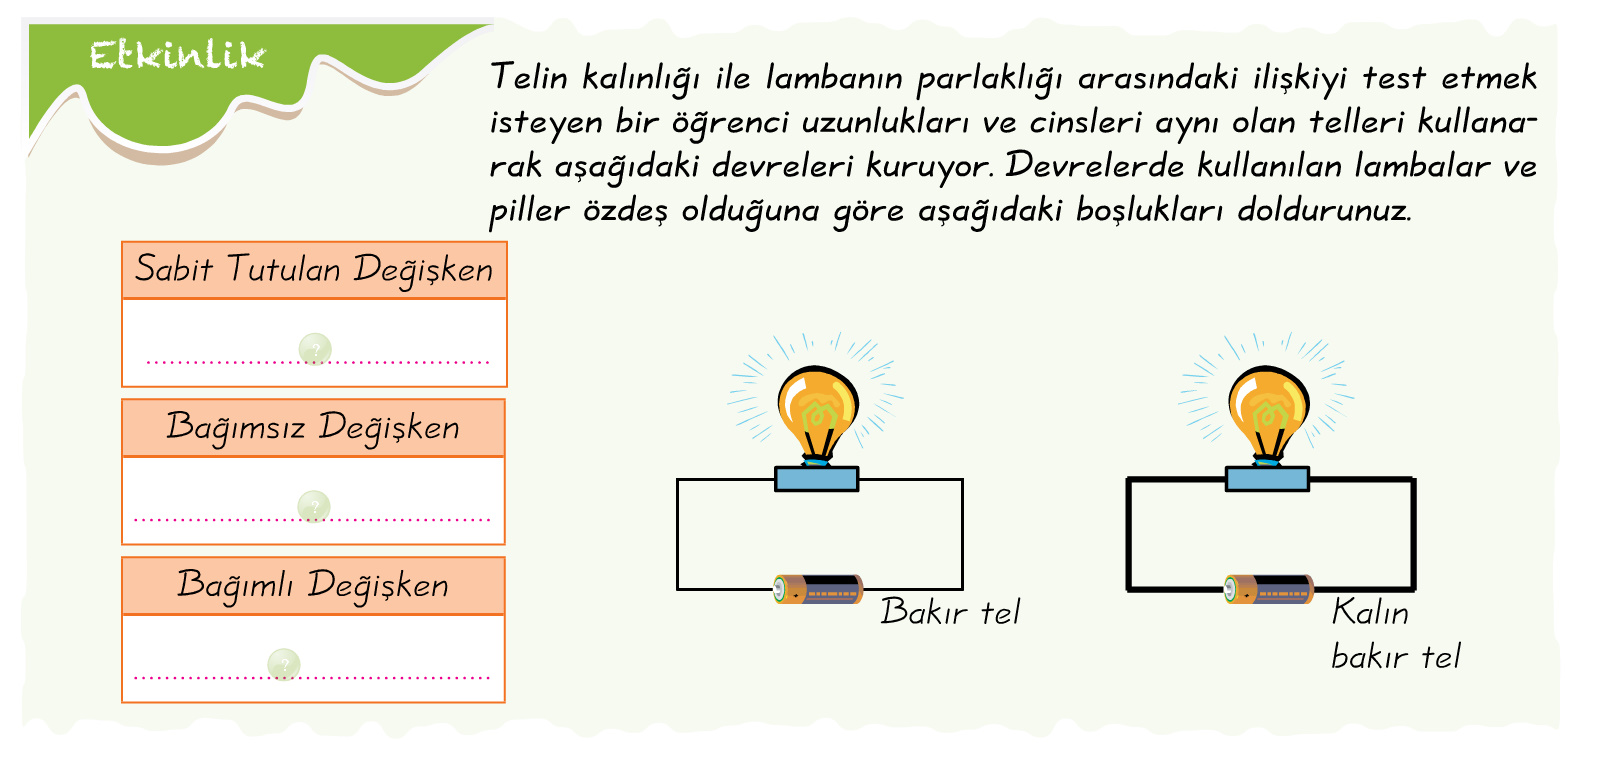 Etkinlik
Telin kalınlığı ile lambanın parlaklığı arasındaki ilişkiyi test etmek
isteyen bir öğrenci uzunlukları ve cinsleri aynı olan telleri kullana-
rak aşağıdaki devreleri kuruyor. Devrelerde kullanılan lambalar ve
piller özdeş olduğuna göre aşağıdaki boşlukları doldurunuz.
Sabit Tutulan Değişken
?
Bağımsız Değişken
?
Bağımlı Değişken
?
Bakır tel
Kalın
bakır tel